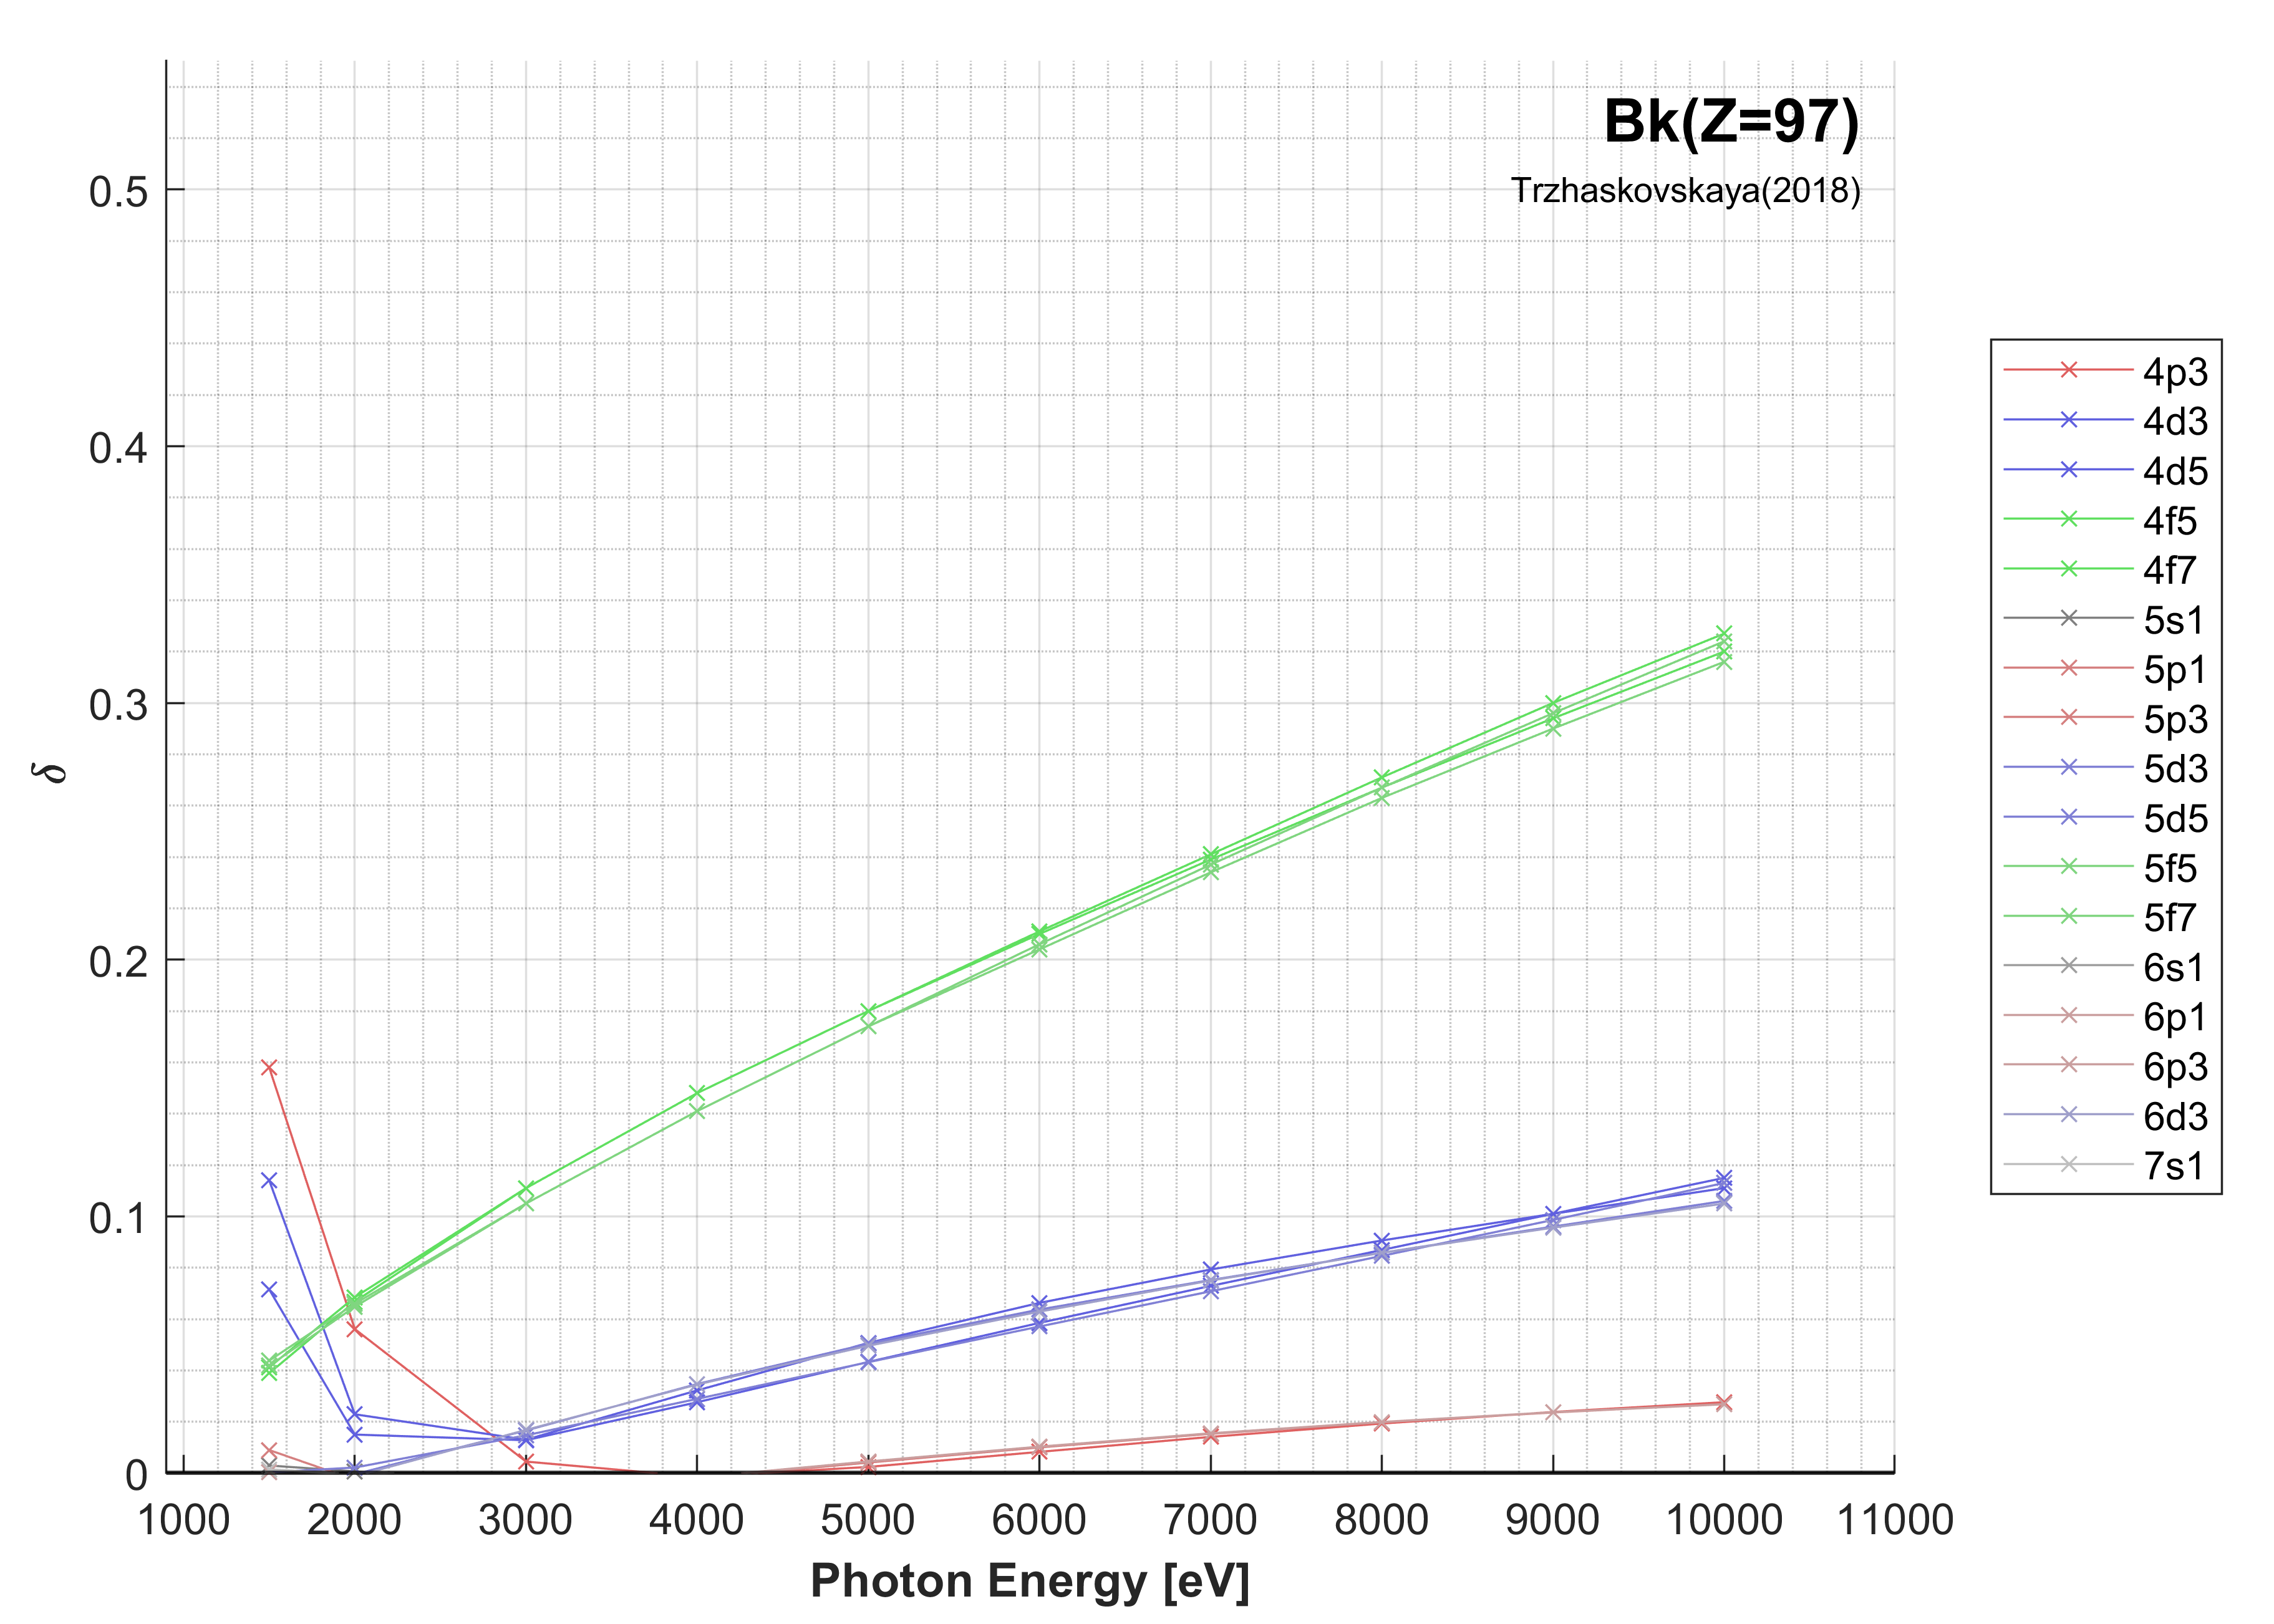 Bk(Z=97)
Trzhaskovskaya(2018)
0.5
0.4
0.3
0.2
0.1
0
δ
1000 2000 3000 4000 5000 6000 7000 8000 9000 10000 11000
Photon Energy [eV]
4p3
4d3
4d5
4f5
4f7
5s1
5p1
5p3
5d3
5d5
5f5
5f7
6s1
6p1
6p3
6d3
7s1